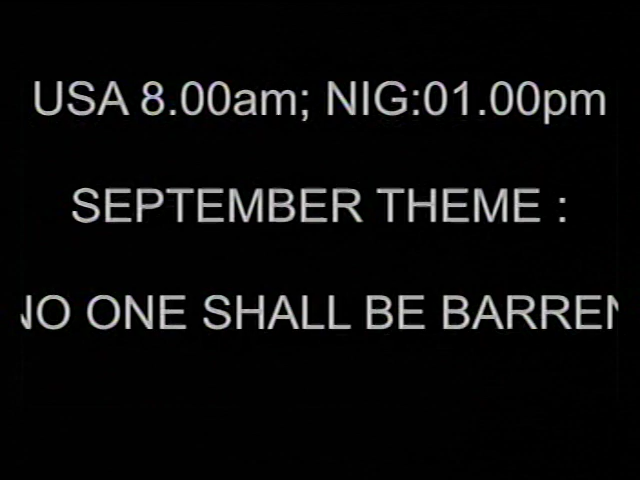 USA 8.00am; NIG:01.00pm
SEPTEMBER THEME :
NO ONE SHALL BE BARREN